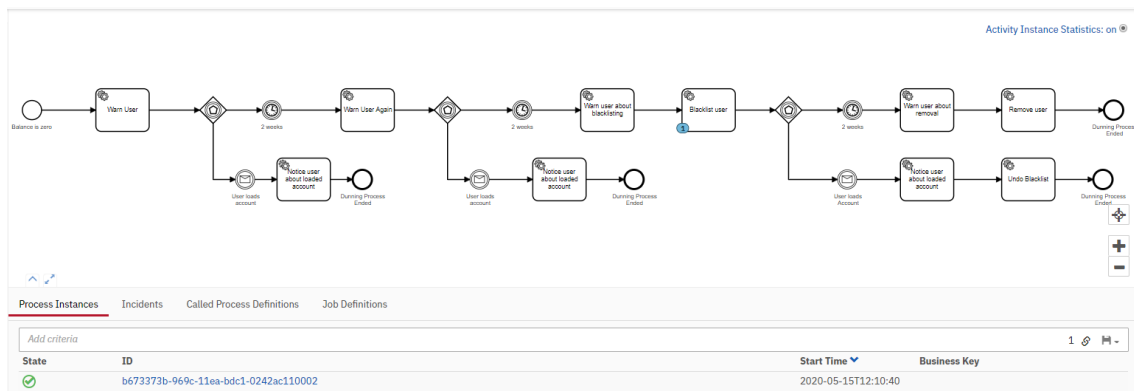 Activity Instance Statistics: on
Balance is zero
Warn User
2 weeks
Warn User Again
2 weeks
Warn user about
blacklisting
Blacklist user
1
2 weeks
Warn user about
removal
Remove user
Dunning Process
Ended
User loads
account
Notice user
about loaded
account
Dunning Process
Ended
User loads
account
Notice user
about loaded
account
Dunning Process
Ended
User loads
Account
Notice user
about loaded
account
Undo Blacklist
Dunning Process
Ended
Process Instances
Incidents
Called Process Definitions
Job Definitions
Add criteria
1
State
ID
Start Time
Business Key
b673373b-969c-11ea-bdc1-0242ac110002
2020-05-15T12:10:40